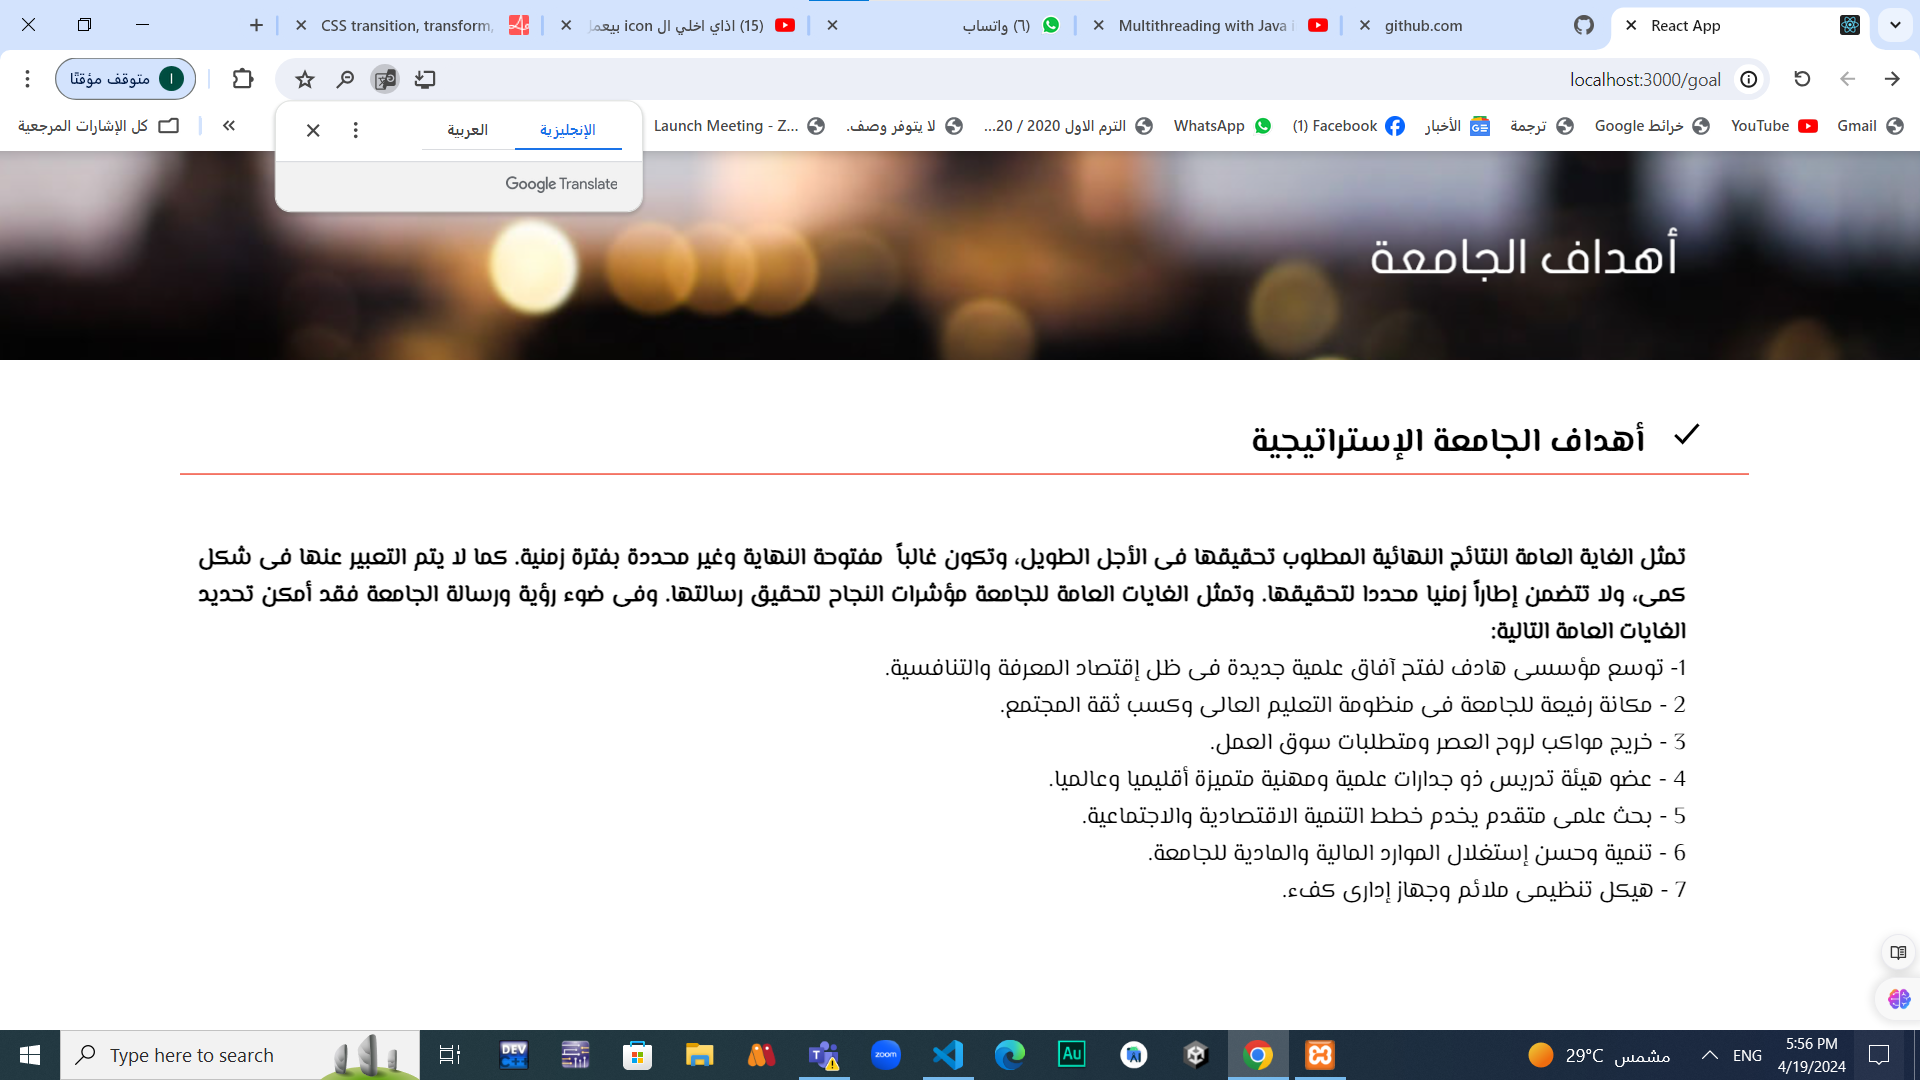 CSS transition, transform,
(15) اذاي اخلي ال icon بيعمل
(٦) واتساب
Multithreading with Java i
github.com
React App
متوقف مؤقتًا
localhost:3000/goal
كل الإشارات المرجعية
العربية
الإنجليزية
Google Translate
Launch Meeting - Z...
لا يتوفر وصف.
الترم الاول 2020 / 20...
WhatsApp
(1) Facebook
الأخبار
ترجمة
خرائط Google
YouTube
Gmail
أهداف الجامعة
أهداف الجامعة الإستراتيجية
تمثل الغاية العامة النتائج النهائية المطلوب تحقيقها فى الأجل الطويل، وتكون غالباً مفتوحة النهاية وغير محددة بفترة زمنية. كما لا يتم التعبير عنها فى شكل
كمى، ولا تتضمن إطاراً زمنيا محددا لتحقيقها. وتمثل الغايات العامة للجامعة مؤشرات النجاح لتحقيق رسالتها. وفى ضوء رؤية ورسالة الجامعة فقد أمكن تحديد
الغايات العامة التالية:
1- توسع مؤسسى هادف لفتح آفاق علمية جديدة فى ظل إقتصاد المعرفة والتنافسية.
2 - مكانة رفيعة للجامعة فى منظومة التعليم العالى وكسب ثقة المجتمع.
3 - خريج مواكب لروح العصر ومتطلبات سوق العمل.
4 - عضو هيئة تدريس ذو جدارات علمية ومهنية متميزة أقليميا وعالميا.
5 - بحث علمى متقدم يخدم خطط التنمية الاقتصادية والاجتماعية.
6 - تنمية وحسن إستغلال الموارد المالية والمادية للجامعة.
7 - هيكل تنظيمى ملائم وجهاز إدارى كفء.
Type here to search
DEV
C++
zoom
Au
29°C مشمس
ENG
5:56 PM
4/19/2024